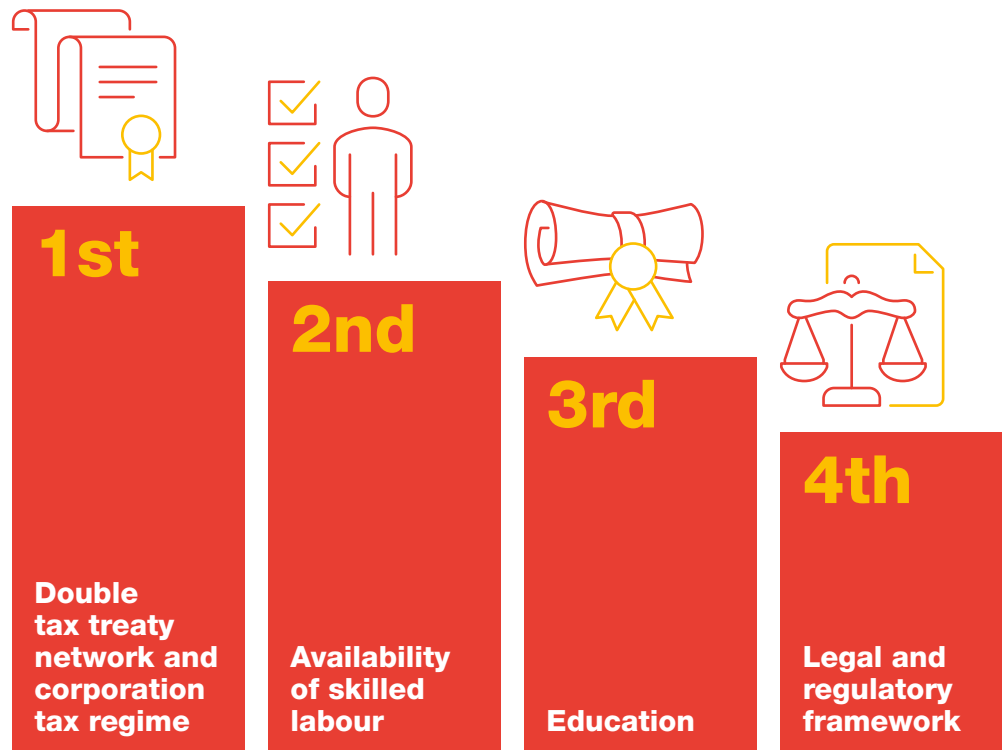 1st
Double
tax treaty
network and
corporation
tax regime
2nd
Availability
of skilled
labour
3rd
Education
4th
Legal and
regulatory
framework